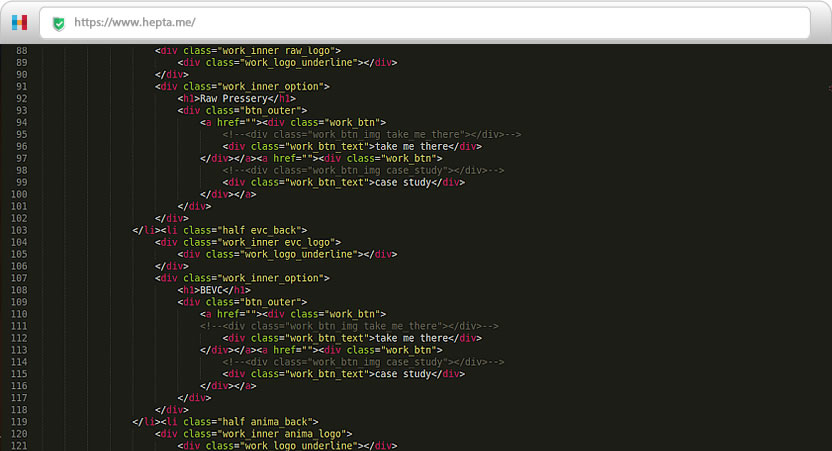 https://www.hepta.me/
88 <div class="work_inner raw_logo">
89 <div class="work_logo_underline"></div>
90 </div>
91 <div class="work_inner_option">
92 <h1>Raw Pressery</h1>
93 <div class="btn_outer">
94 <a href=""><div class="work_btn">
95 <!--<div class="work_btn_img take_me_there"></div>-->
96 <div class="work_btn_text">take me there</div>
97 </div></a><a href=""><div class="work_btn">
98 <!--<div class="work_btn_img case_study"></div>-->
99 <div class="work_btn_text">case study</div>
100 </div></a>
101 </div>
102 </div>
103 </li><li class="half evc_back">
104 <div class="work_inner evc_logo">
105 <div class="work_logo_underline"></div>
106 </div>
107 <div class="work_inner_option">
108 <h1>BEVC</h1>
109 <div class="btn_outer">
110 <a href=""><div class="work_btn">
111 <!--<div class="work_btn_img take_me_there"></div>-->
112 <div class="work_btn_text">take me there</div>
113 </div></a><a href=""><div class="work_btn">
114 <!--<div class="work_btn_img case_study"></div>-->
115 <div class="work_btn_text">case study</div>
116 </div></a>
117 </div>
118 </div>
119 </li><li class="half anima_back">
120 <div class="work_inner anima_logo">
121 <div class="work_logo_underline"></div>